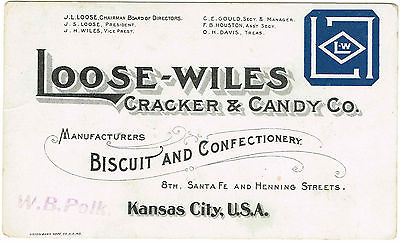 J. L. LOOSE, CHAIRMAN BOARD OF DIRECTORS.
J. S. LOOSE, PRESIDENT.
J. H. WILES, VICE PREST.
C. E. GOULD, SECY. & MANAGER.
F. B. HOUSTON, ASST SECY.
O. H. DAVIS, TREAS.
L-W
LOOSE-WILES
CRACKER & CANDY CO.
MANUFACTURERS
BISCUIT AND CONFECTIONERY.
8TH, SANTA FE AND HENNING STREETS.
W. B. Polk
Kansas City, U.S.A.